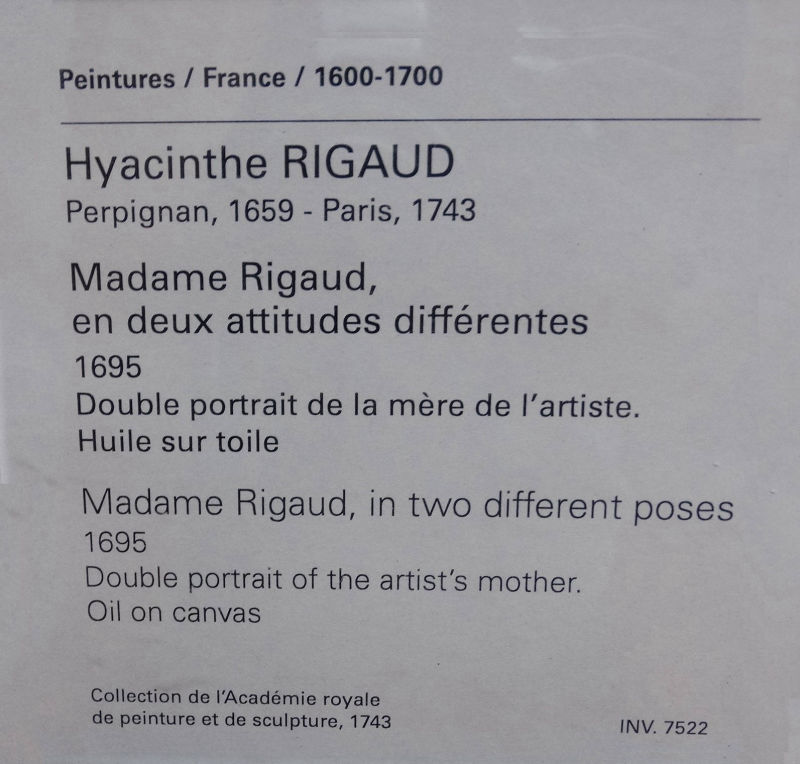 Peintures / France / 1600-1700
Hyacinthe RIGAUD
Perpignan, 1659 - Paris, 1743
Madame Rigaud,
en deux attitudes différentes
1695
Double portrait de la mère de l'artiste.
Huile sur toile
Madame Rigaud, in two different poses
1695
Double portrait of the artist's mother.
Oil on canvas
Collection de l'Académie royale
de peinture et de sculpture, 1743
INV. 7522